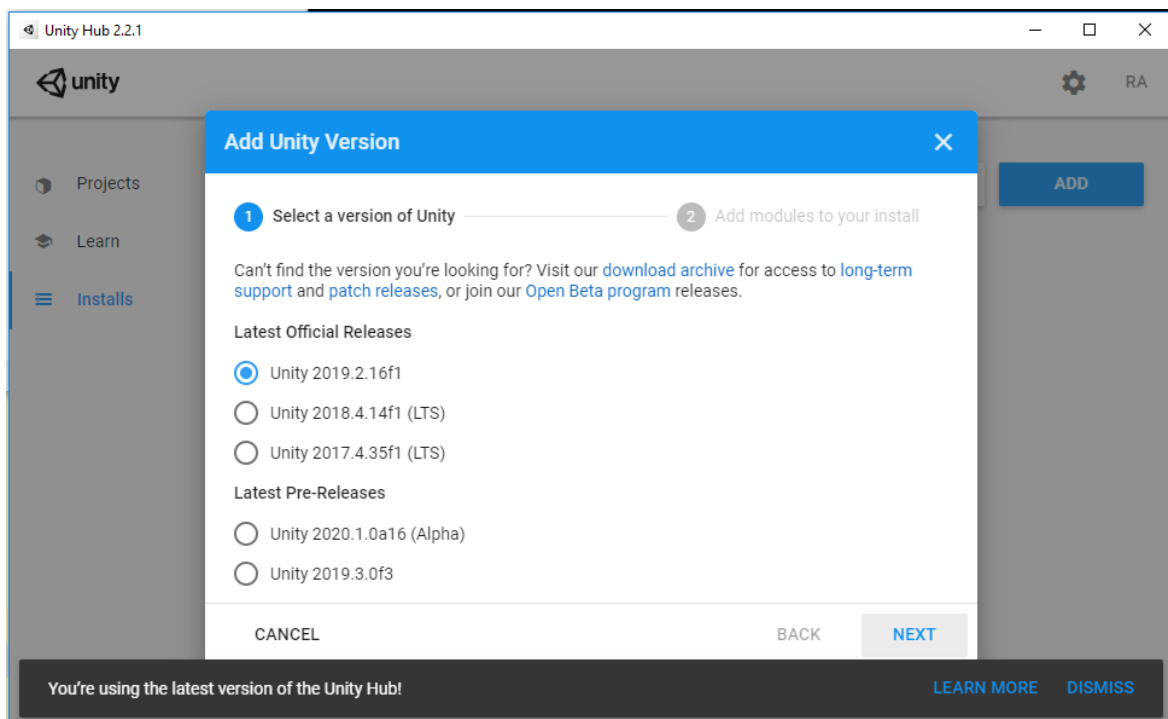 Unity Hub 2.2.1
unity
RA
Add Unity Version
Projects
ADD
1 Select a version of Unity
2 Add modules to your install
Learn
Can't find the version you're looking for? Visit our download archive for access to long-term
support and patch releases, or join our Open Beta program releases.
Installs
Latest Official Releases
Unity 2019.2.16f1
Unity 2018.4.14f1 (LTS)
Unity 2017.4.35f1 (LTS)
Latest Pre-Releases
Unity 2020.1.0a16 (Alpha)
Unity 2019.3.0f3
CANCEL
BACK
NEXT
You're using the latest version of the Unity Hub!
LEARN MORE
DISMISS